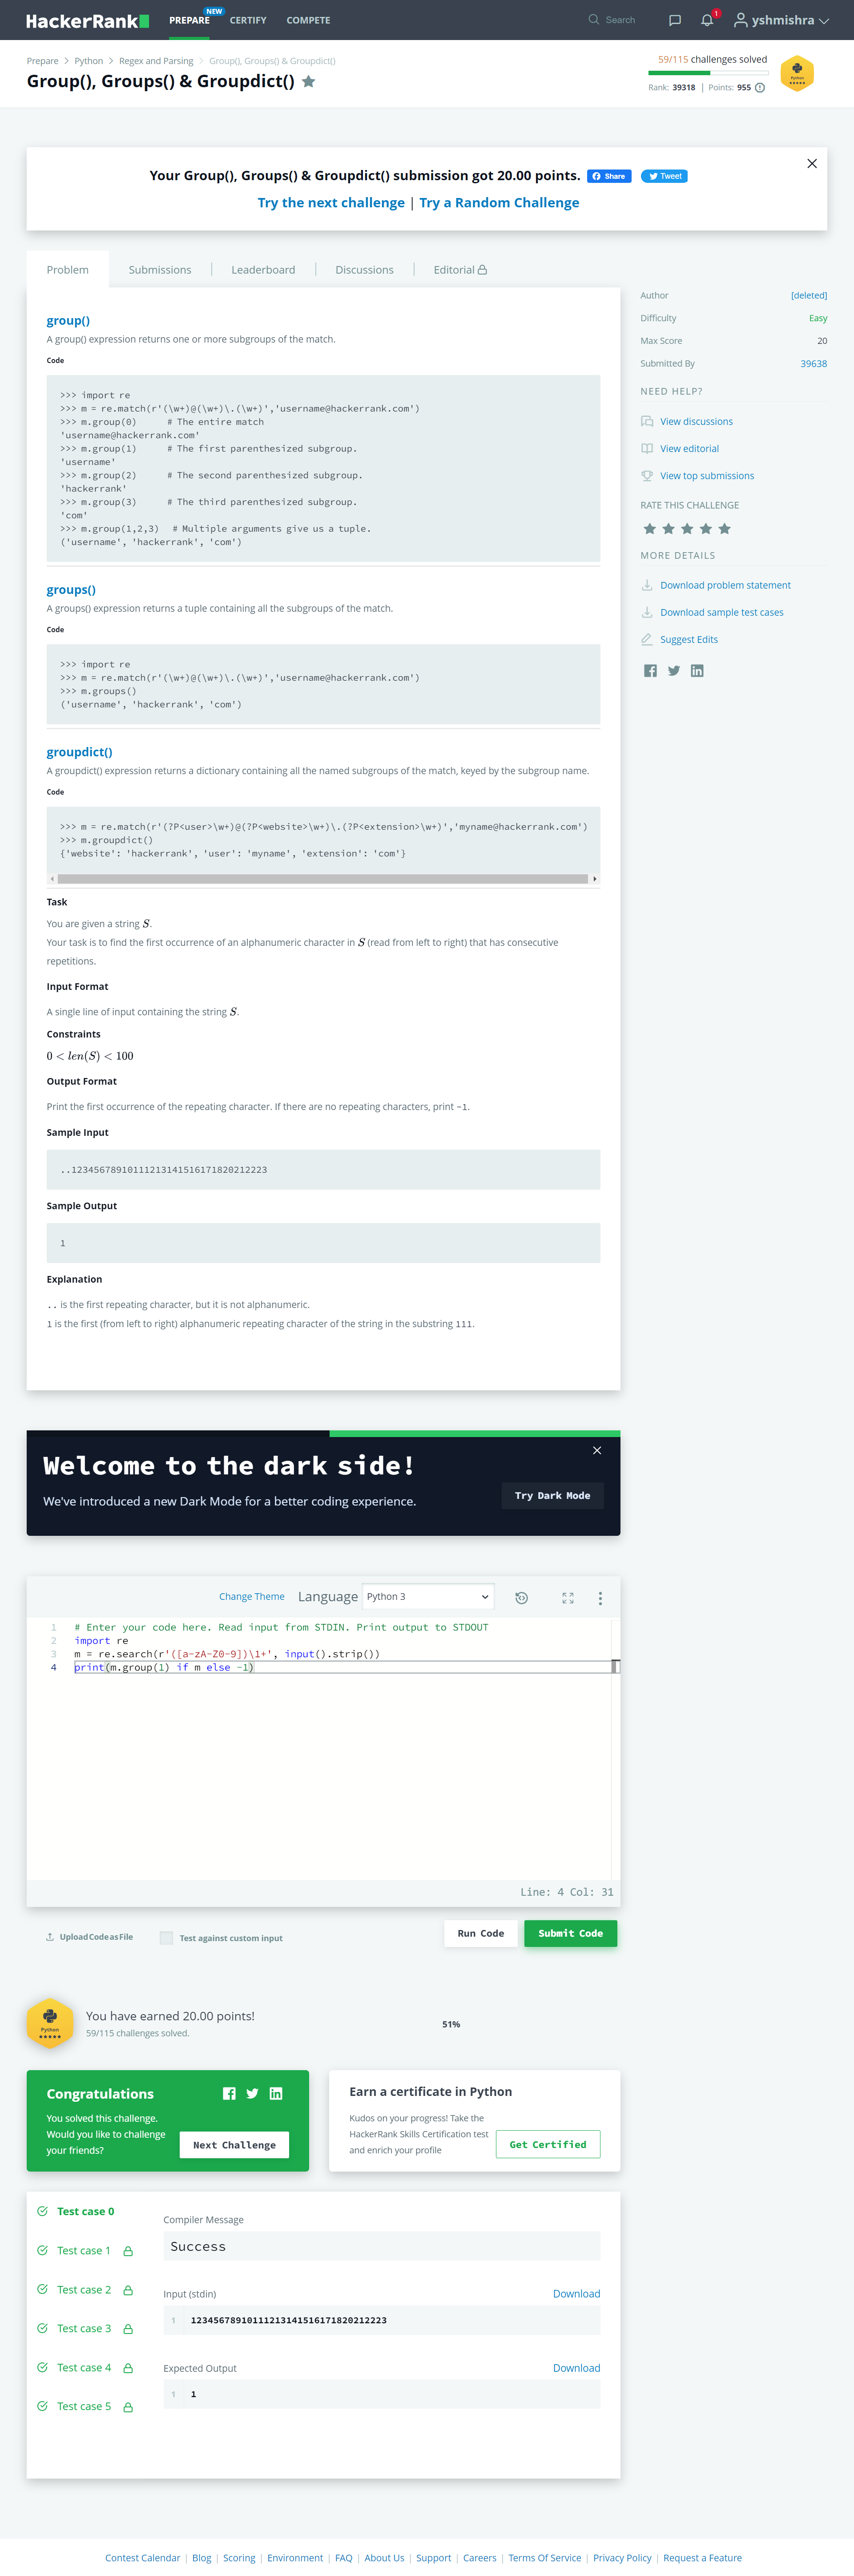 HackerRank
PREPARE
NEW
CERTIFY
COMPETE
Search
1
yshmishra
Prepare > Python > Regex and Parsing > Group(), Groups() & Groupdict()
Group(), Groups() & Groupdict()
59/115 challenges solved
Rank: 39318 | Points: 955
Python
Your Group(), Groups() & Groupdict() submission got 20.00 points.
Share
Tweet
Try the next challenge | Try a Random Challenge
Problem
Submissions
Leaderboard
Discussions
Editorial
group()
A group() expression returns one or more subgroups of the match.
Code
>>> import re
>>> m = re.match(r'(\w+)@(\w+)\.(\w+)','username@hackerrank.com')
>>> m.group(0)     # The entire match
'username@hackerrank.com'
>>> m.group(1)     # The first parenthesized subgroup.
'username'
>>> m.group(2)     # The second parenthesized subgroup.
'hackerrank'
>>> m.group(3)     # The third parenthesized subgroup.
'com'
>>> m.group(1,2,3)  # Multiple arguments give us a tuple.
('username', 'hackerrank', 'com')
groups()
A groups() expression returns a tuple containing all the subgroups of the match.
Code
>>> import re
>>> m = re.match(r'(\w+)@(\w+)\.(\w+)','username@hackerrank.com')
>>> m.groups()
('username', 'hackerrank', 'com')
groupdict()
A groupdict() expression returns a dictionary containing all the named subgroups of the match, keyed by the subgroup name.
Code
>>> m = re.match(r'(?P<user>\w+)@(?P<website>\w+)\.(?P<extension>\w+)','myname@hackerrank.com')
>>> m.groupdict()
{'website': 'hackerrank', 'user': 'myname', 'extension': 'com'}
Task
You are given a string S.
Your task is to find the first occurrence of an alphanumeric character in S (read from left to right) that has consecutive
repetitions.
Input Format
A single line of input containing the string S.
Constraints
0 < len(S) < 100
Output Format
Print the first occurrence of the repeating character. If there are no repeating characters, print -1.
Sample Input
..12345678910111213141516171820212223
Sample Output
1
Explanation
.. is the first repeating character, but it is not alphanumeric.
1 is the first (from left to right) alphanumeric repeating character of the string in the substring 111.
Author
[deleted]
Difficulty
Easy
Max Score
20
Submitted By
39638
NEED HELP?
View discussions
View editorial
View top submissions
RATE THIS CHALLENGE
MORE DETAILS
Download problem statement
Download sample test cases
Suggest Edits
Welcome to the dark side!
We've introduced a new Dark Mode for a better coding experience.
Try Dark Mode
Change Theme
Language
Python 3
1 # Enter your code here. Read input from STDIN. Print output to STDOUT
2 import re
3 m = re.search(r'([a-zA-Z0-9])\1+', input().strip())
4 print(m.group(1) if m else -1)
Line: 4 Col: 31
Upload Code as File
Test against custom input
Run Code
Submit Code
Python
You have earned 20.00 points!
59/115 challenges solved.
51%
Congratulations
You solved this challenge.
Would you like to challenge
your friends?
Next Challenge
Earn a certificate in Python
Kudos on your progress! Take the
HackerRank Skills Certification test
and enrich your profile
Get Certified
Test case 0
Test case 1
Test case 2
Test case 3
Test case 4
Test case 5
Compiler Message
Success
Input (stdin)
Download
1 12345678910111213141516171820212223
Expected Output
Download
1 1
Contest Calendar | Blog | Scoring | Environment | FAQ | About Us | Support | Careers | Terms Of Service | Privacy Policy | Request a Feature